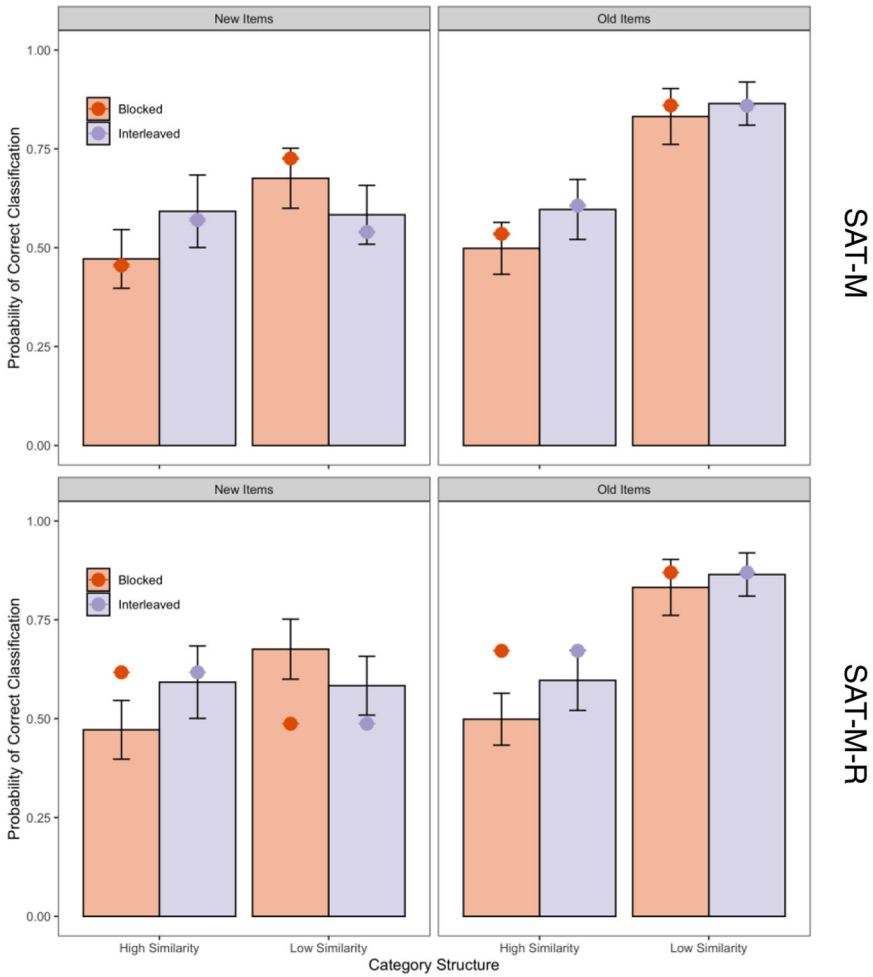 New Items
Old Items
1.00
0.75
0.50
0.25
0.00
Probability of Correct Classification
Blocked
Interleaved
SAT-M
New Items
Old Items
1.00
0.75
0.50
0.25
0.00
Probability of Correct Classification
Blocked
Interleaved
SAT-M-R
High Similarity
Low Similarity
High Similarity
Low Similarity
Category Structure